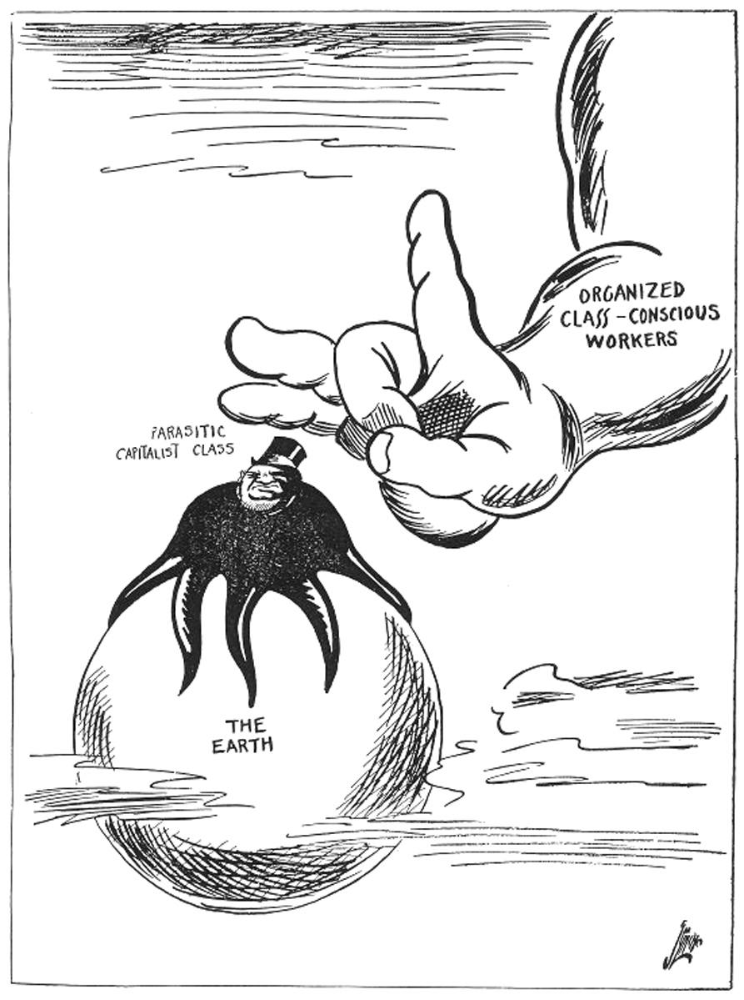 ORGANIZED
CLASS-CONSCIOUS
WORKERS
PARASITIC
CAPITALIST CLASS
THE
EARTH